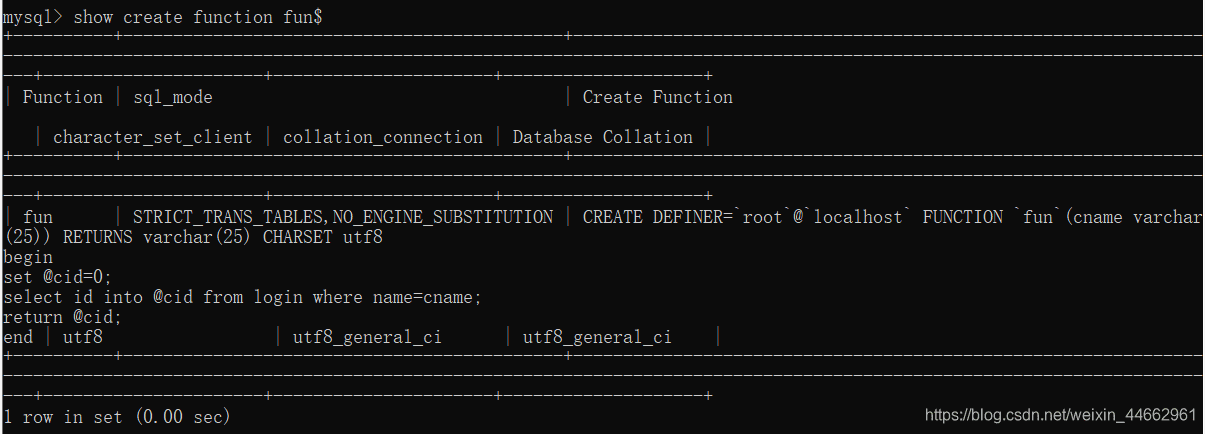 mysql> show create function fun$
| Function | sql_mode | Create Function
| character_set_client | collation_connection | Database Collation |
| fun | STRICT_TRANS_TABLES,NO_ENGINE_SUBSTITUTION | CREATE DEFINER=`root`@`localhost` FUNCTION `fun`(cname varchar
(25)) RETURNS varchar(25) CHARSET utf8
begin
set @cid=0;
select id into @cid from login where name=cname;
return @cid;
end | utf8 | utf8_general_ci | utf8_general_ci |
1 row in set (0.00 sec)
https://blog.csdn.net/weixin_44662961